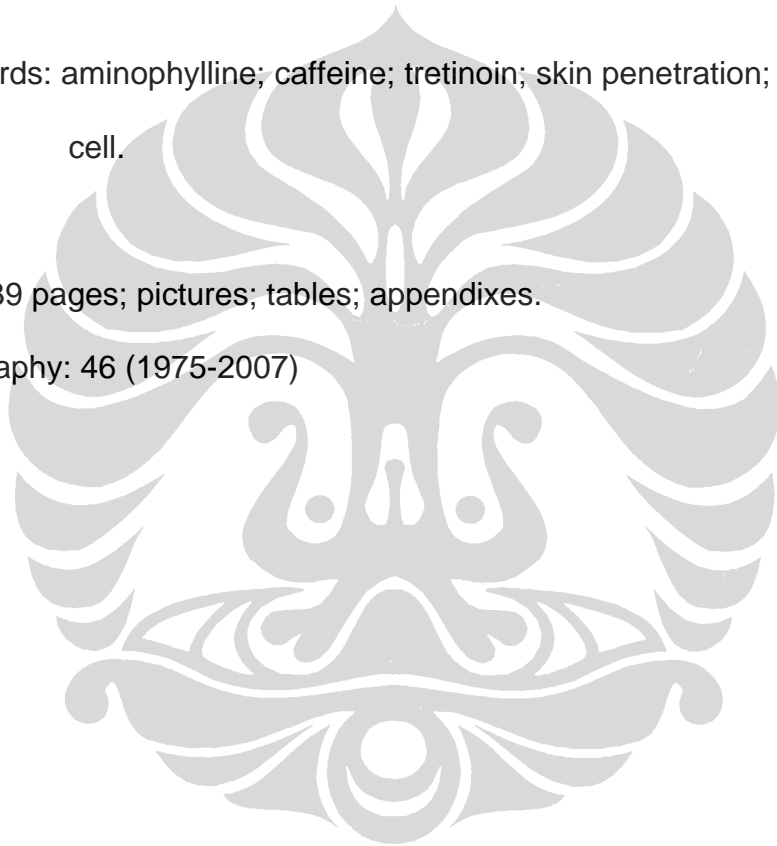 rds: aminophylline; caffeine; tretinoin; skin penetration;
cell.
39 pages; pictures; tables; appendixes.
aphy: 46 (1975-2007)